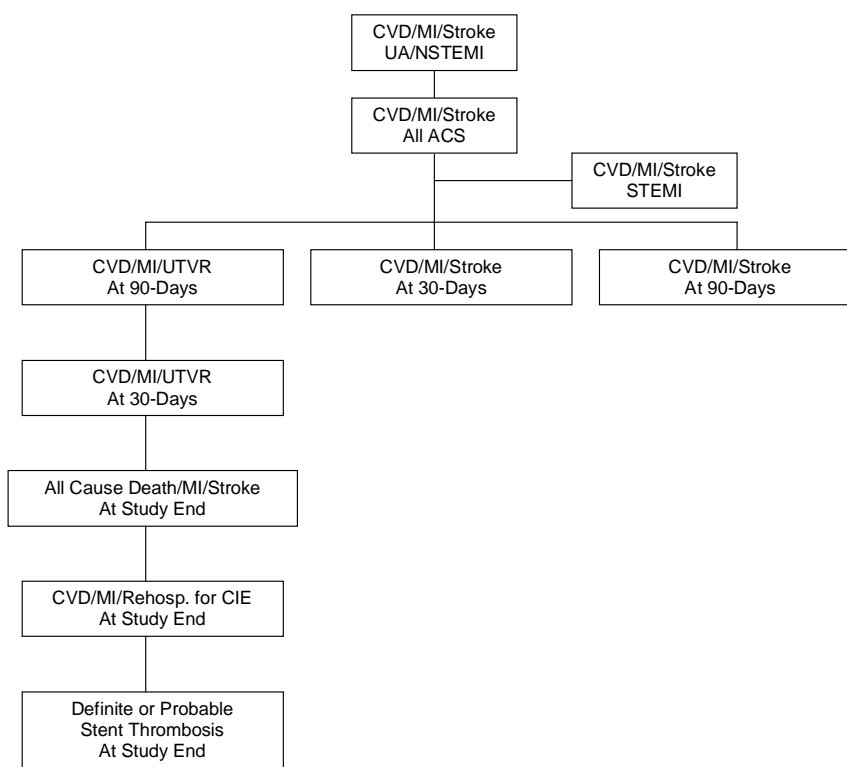 CVD/MI/Stroke
UA/NSTEMI
CVD/MI/Stroke
All ACS
CVD/MI/Stroke
STEMI
CVD/MI/UTVR
At 90-Days
CVD/MI/Stroke
At 30-Days
CVD/MI/Stroke
At 90-Days
CVD/MI/UTVR
At 30-Days
All Cause Death/MI/Stroke
At Study End
CVD/MI/Rehosp. for CIE
At Study End
Definite or Probable
Stent Thrombosis
At Study End